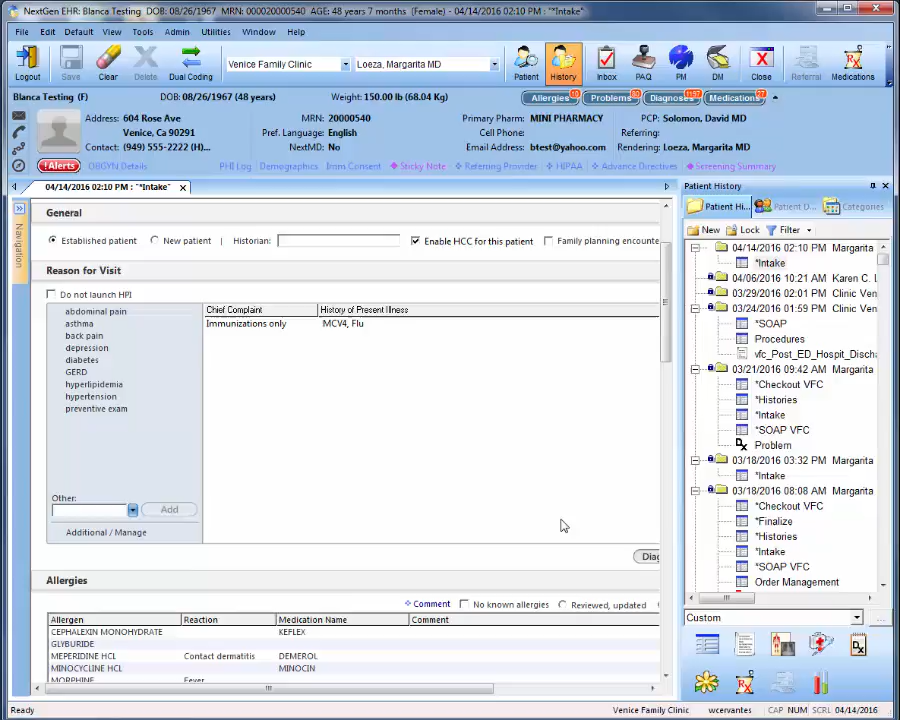 NextGen EHR: Blanca Testing  DOB: 08/26/1967  MRN: 000020000540  AGE: 48 years 7 months  (Female) - 04/14/2016 02:10 PM : "*Intake"
File Edit Default View Tools Admin Utilities Window Help
Venice Family Clinic Loeza, Margarita MD
Logout Save Clear Delete Dual Coding Patient History Inbox PAQ PM DM Close Referral Medications
Blanca Testing (F) DOB: 08/26/1967 (48 years) Weight: 150.00 lb (68.04 Kg) Allergies Problems Diagnoses Medications
Address: 604 Rose Ave MRN: 20000540 Primary Pharm: MINI PHARMACY PCP: Solomon, David MD
Venice, Ca 90291 Pref. Language: English Cell Phone: Referring:
Contact: (949) 555-2222 (H)... NextMD: No Email Address: btest@yahoo.com Rendering: Loeza, Margarita MD
!Alerts OBGYN Details PHI Log Demographics from Consent Sticky Note Referring Provider HIPAA Advance Directives Screening Summary
04/14/2016 02:10 PM : "*Intake"
Navigation
General
Established patient New patient | Historian: Enable HCC for this patient Family planning encounte
Reason for Visit
Do not launch HPI
abdominal pain
asthma
back pain
depression
diabetes
GERD
hyperlipidemia
hypertension
preventive exam
Other:
Add
Additional / Manage
Chief Complaint History of Present Illness
Immunizations only MCV4, Flu
Diag
Allergies
Comment No known allergies Reviewed, updated
Allergen Reaction Medication Name Comment
CEPHALEXIN MONOHYDRATE KEFLEX
GLYBURIDE
MEPERIDINE HCL Contact dermatitis DEMEROL
MINOCYCLINE HCL MINOCIN
MORPHINE Fever
Patient History
Patient Hi... Patient D... Categories
New Lock Filter
04/14/2016 02:10 PM Margarita
*Intake
04/06/2016 10:21 AM Karen C. L
03/29/2016 02:01 PM Clinic Ven
03/24/2016 01:59 PM Clinic Ven
*SOAP
Procedures
vfc_Post_ED_Hospit_Discha
03/21/2016 09:42 AM Margarita
*Checkout VFC
*Histories
*Intake
*SOAP VFC
Problem
03/18/2016 03:32 PM Margarita
*Intake
03/18/2016 08:08 AM Margarita
*Checkout VFC
*Finalize
*Histories
*Intake
*SOAP VFC
Order Management
Custom
Ready Venice Family Clinic wcervantes CAP NUM SCRL 04/14/2016